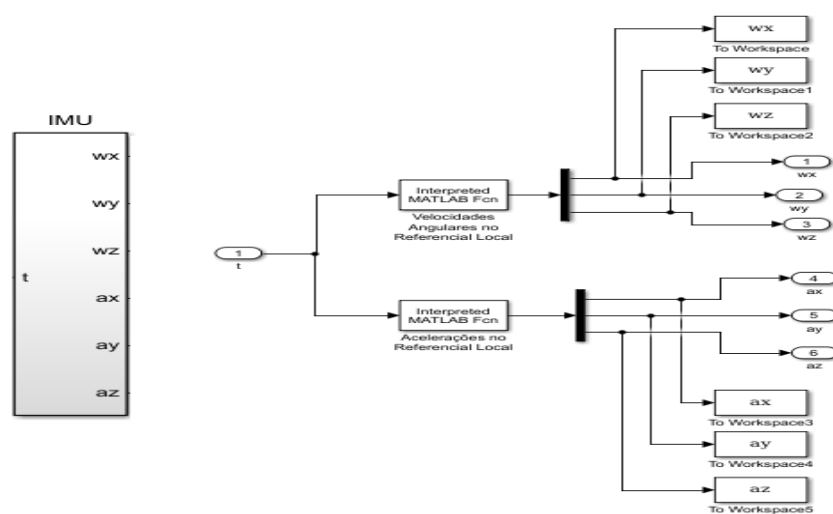 IMU
wx
wy
wz
t
ax
ay
az
1
t
Interpreted
MATLAB Fcn
Velocidades
Angulares no
Referencial Local
Interpreted
MATLAB Fcn
Acelerações no
Referencial Local
wx
To Workspace
wy
To Workspace1
wz
To Workspace2
1
wx
2
wy
3
wz
4
ax
5
ay
6
az
ax
To Workspace3
ay
To Workspace4
az
To Workspace5